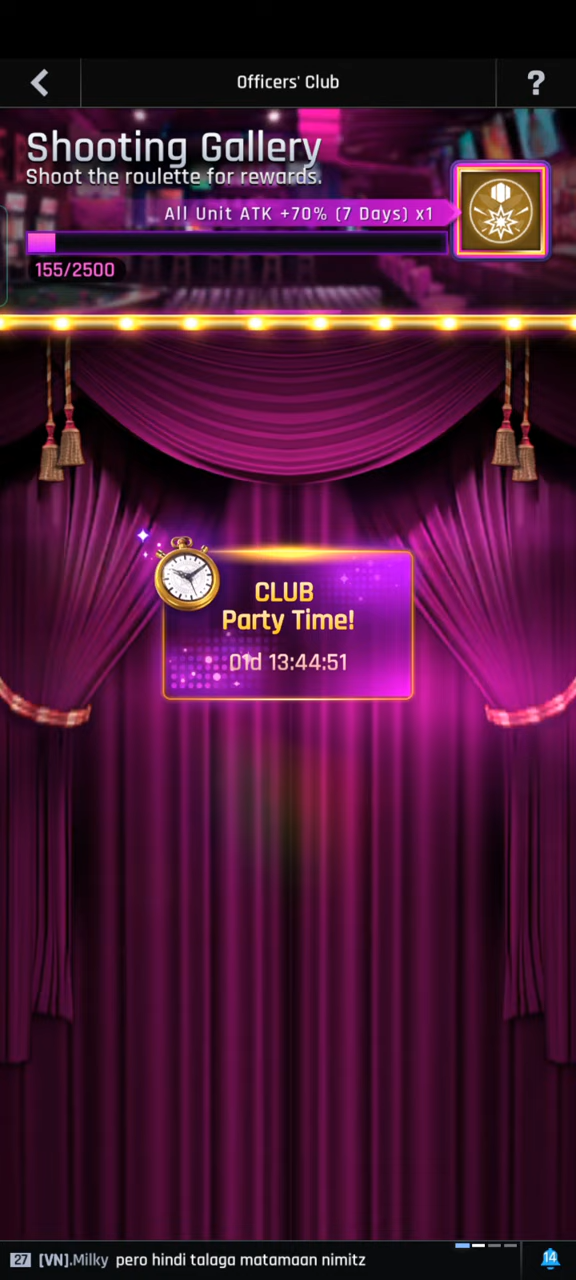 Officers' Club
?
Shooting Gallery
Shoot the roulette for rewards.
All Unit ATK +70% (7 Days) x1
155/2500
CLUB
Party Time!
01d 13:44:51
27 [VN].Milky pero hindi talaga matamaan nimitz
14